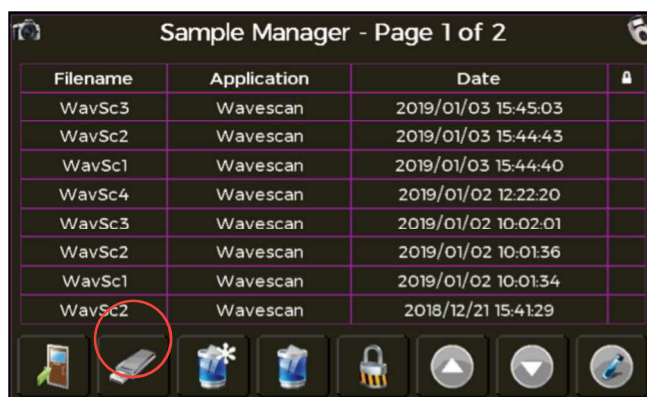 Sample Manager - Page 1 of 2
Filename Application Date
WavSc3 Wavescan 2019/01/03 15:45:03
WavSc2 Wavescan 2019/01/03 15:44:43
WavSc1 Wavescan 2019/01/03 15:44:40
WavSc4 Wavescan 2019/01/02 12:22:20
WavSc3 Wavescan 2019/01/02 10:02:01
WavSc2 Wavescan 2019/01/02 10:01:36
WavSc1 Wavescan 2019/01/02 10:01:34
WavSc2 Wavescan 2018/12/21 15:41:29